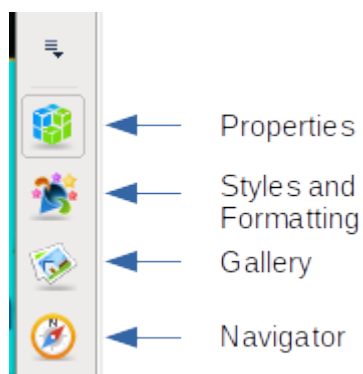 Properties
Styles and
Formatting
Gallery
N
Navigator